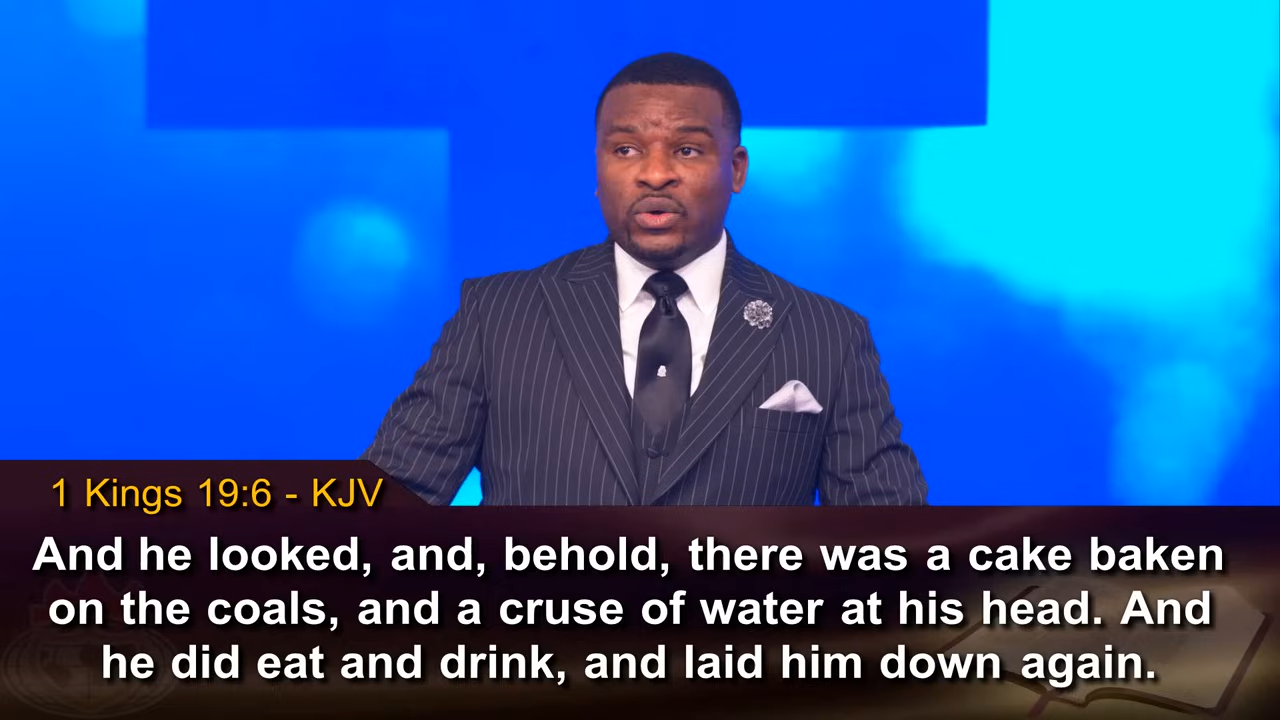 1 Kings 19:6 - KJV
And he looked, and, behold, there was a cake baken
on the coals, and a cruse of water at his head. And
he did eat and drink, and laid him down again.